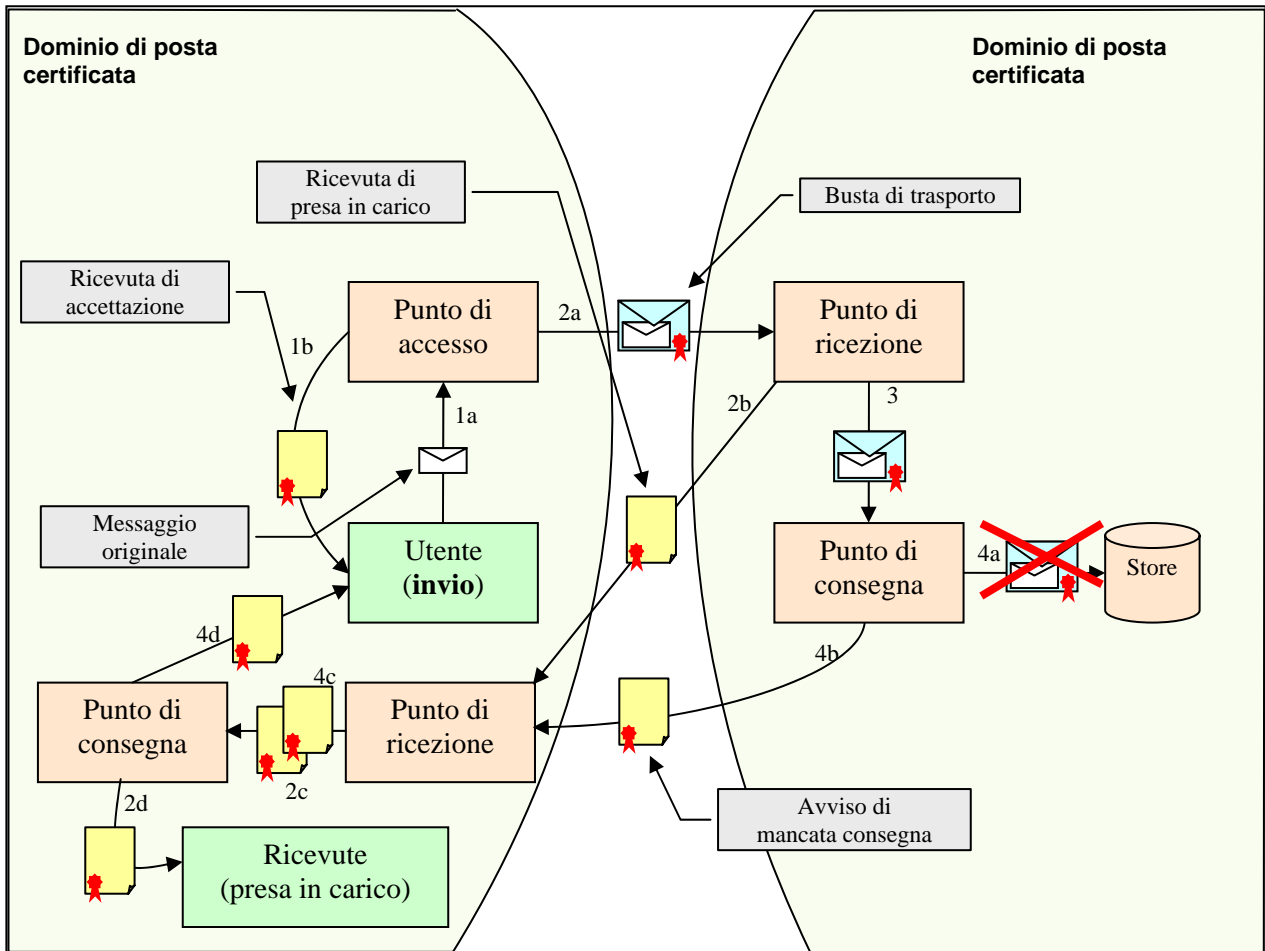 Dominio di posta
certificata
Dominio di posta
certificata
Ricevuta di
presa in carico
Busta di trasporto
Ricevuta di
accettazione
Punto di
accesso
2a
Punto di
ricezione
1b
1a
2b
3
Messaggio
originale
Utente
(invio)
Punto di
consegna
4a
Store
4d
4b
4c
Punto di
consegna
Punto di
ricezione
2c
2d
Avviso di
mancata consegna
Ricevute
(presa in carico)